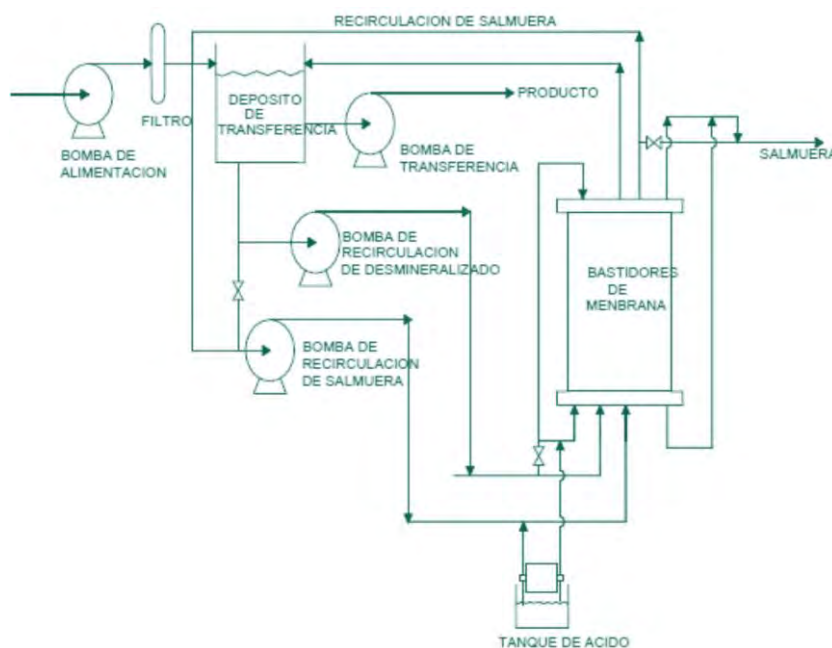 RECIRCULACION DE SALMUERA
DEPOSITO
DE
TRANSFERENCIA
PRODUCTO
FILTRO
BOMBA DE
ALIMENTACION
BOMBA DE
TRANSFERENCIA
SALMUERA
BOMBA DE
RECIRCULACION
DE DESMINERALIZADO
BASTIDORES
DE
MENBRANA
BOMBA DE
RECIRCULACION
DE SALMUERA
TANQUE DE ACIDO